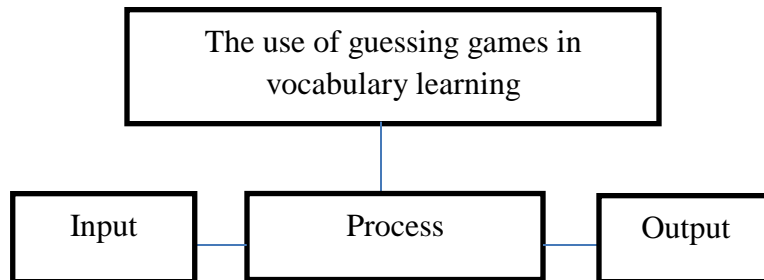 The use of guessing games in
vocabulary learning
Input
Process
Output